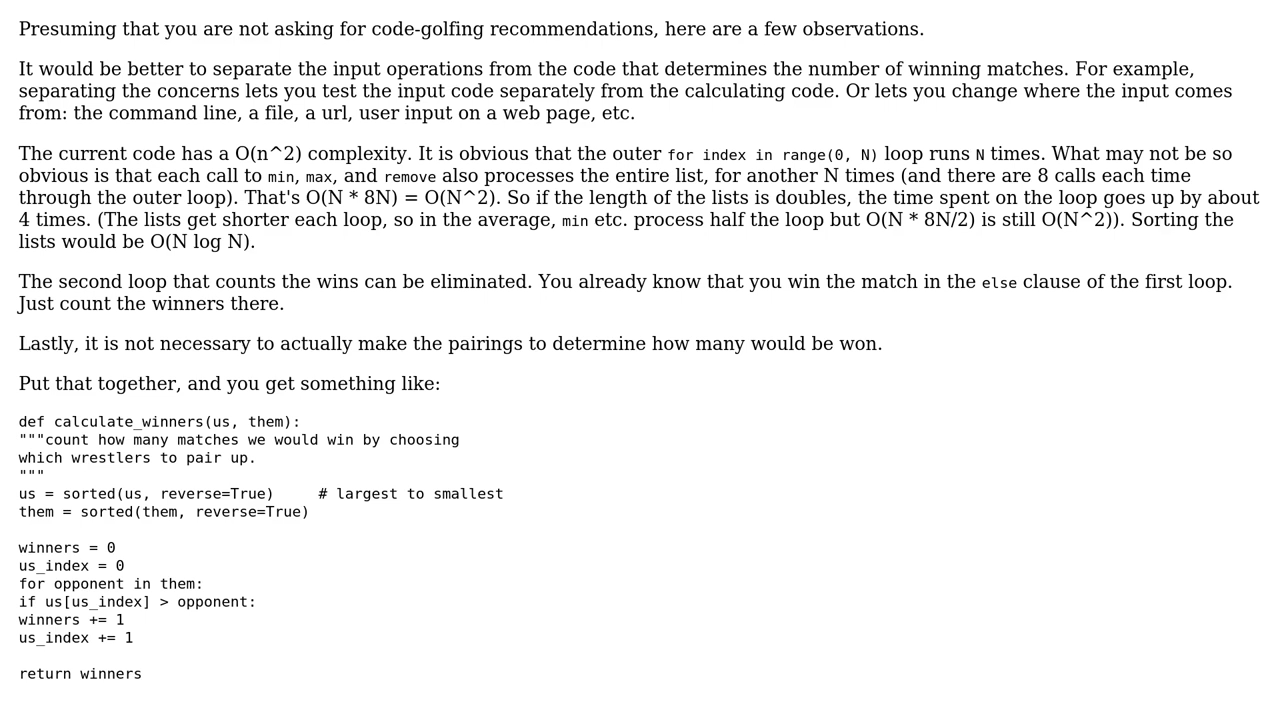 Presuming that you are not asking for code-golfing recommendations, here are a few observations.
It would be better to separate the input operations from the code that determines the number of winning matches. For example,
separating the concerns lets you test the input code separately from the calculating code. Or lets you change where the input comes
from: the command line, a file, a url, user input on a web page, etc.
The current code has a O(n^2) complexity. It is obvious that the outer for index in range(0, N) loop runs N times. What may not be so
obvious is that each call to min, max, and remove also processes the entire list, for another N times (and there are 8 calls each time
through the outer loop). That's O(N * 8N) = O(N^2). So if the length of the lists is doubles, the time spent on the loop goes up by about
4 times. (The lists get shorter each loop, so in the average, min etc. process half the loop but O(N * 8N/2) is still O(N^2)). Sorting the
lists would be O(N log N).
The second loop that counts the wins can be eliminated. You already know that you win the match in the else clause of the first loop.
Just count the winners there.
Lastly, it is not necessary to actually make the pairings to determine how many would be won.
Put that together, and you get something like:
def calculate_winners(us, them):
"""count how many matches we would win by choosing
which wrestlers to pair up.
"""
us = sorted(us, reverse=True)     # largest to smallest
them = sorted(them, reverse=True)
winners = 0
us_index = 0
for opponent in them:
if us[us_index] > opponent:
winners += 1
us_index += 1
return winners